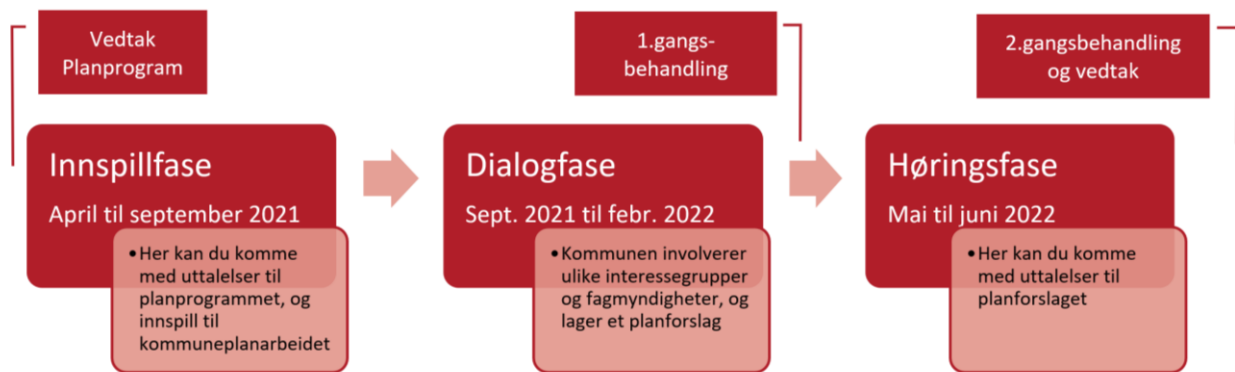 Vedtak
Planprogram
1.gangs-
behandling
2.gangsbehandling
og vedtak
Innspillfase
April til september 2021
•Her kan du komme
med uttalelser til
planprogrammet, og
innspill til
kommuneplanarbeidet
Dialogfase
Sept. 2021 til febr. 2022
•Kommunen involverer
ulike interessegrupper
og fagmyndigheter, og
lager et planforslag
Høringsfase
Mai til juni 2022
•Her kan du komme
med uttalelser til
planforslaget